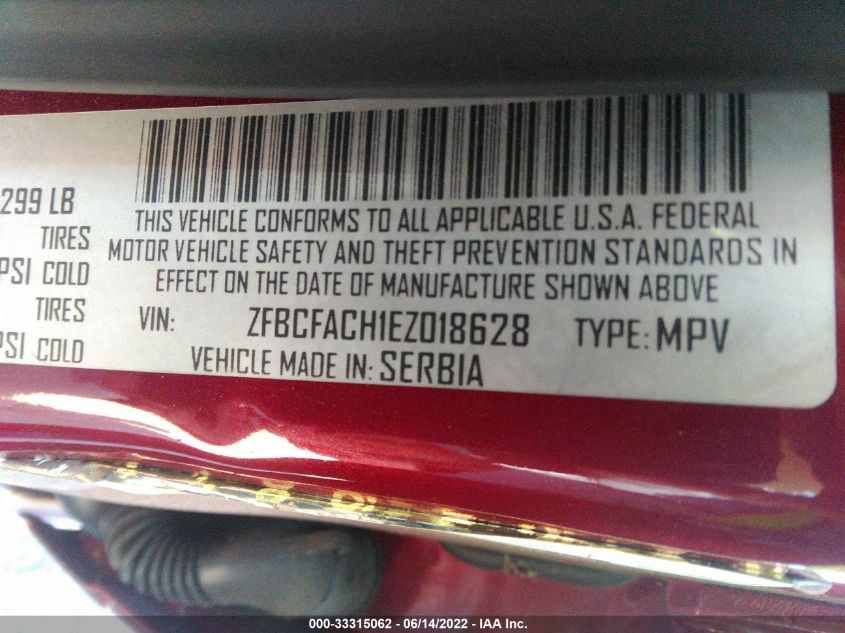 299 LB
TIRES
PSI COLD
TIRES
PSI COLD
THIS VEHICLE CONFORMS TO ALL APPLICABLE U.S.A. FEDERAL
MOTOR VEHICLE SAFETY AND THEFT PREVENTION STANDARDS IN
EFFECT ON THE DATE OF MANUFACTURE SHOWN ABOVE
VIN: ZFBCFACH1EZ018628 TYPE: MPV
VEHICLE MADE IN: SERBIA
000-33315062 - 06/14/2022 - IAA Inc.